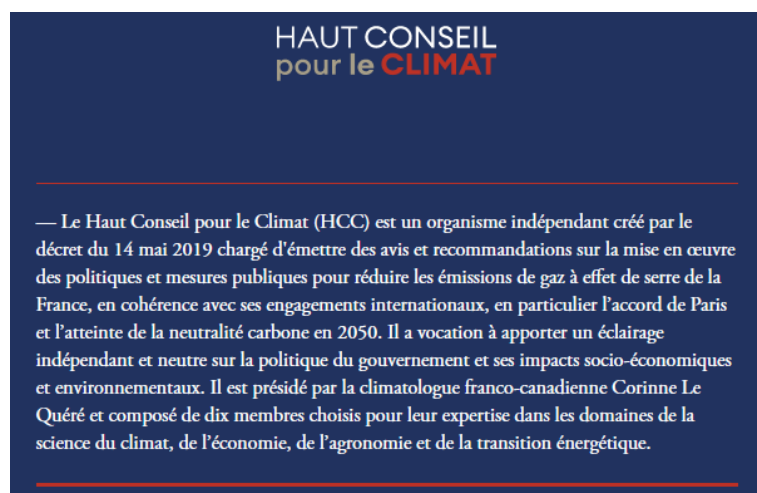 HAUT CONSEIL
pour le CLIMAT
— Le Haut Conseil pour le Climat (HCC) est un organisme indépendant créé par le
décret du 14 mai 2019 chargé d'émettre des avis et recommandations sur la mise en œuvre
des politiques et mesures publiques pour réduire les émissions de gaz à effet de serre de la
France, en cohérence avec ses engagements internationaux, en particulier l’accord de Paris
et l’atteinte de la neutralité carbone en 2050. Il a vocation à apporter un éclairage
indépendant et neutre sur la politique du gouvernement et ses impacts socio-économiques
et environnementaux. Il est présidé par la climatologue franco-canadienne Corinne Le
Quéré et composé de dix membres choisis pour leur expertise dans les domaines de la
science du climat, de l’économie, de l’agronomie et de la transition énergétique.